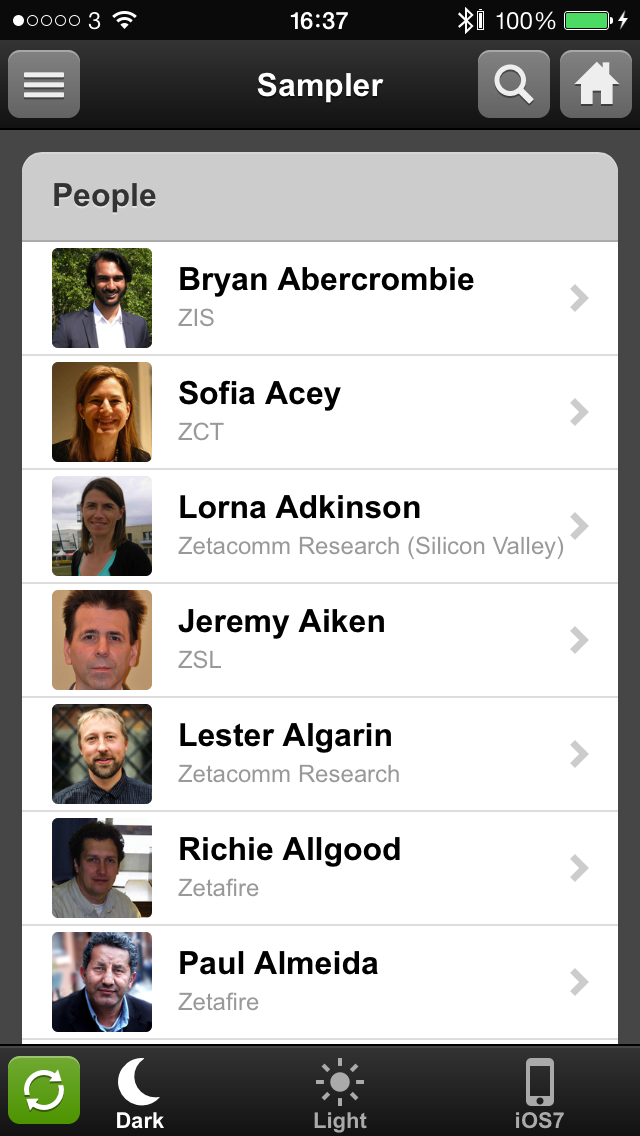 3 16:37 100%
Sampler
People
Bryan Abercrombie
ZIS
Sofia Acey
ZCT
Lorna Adkinson
Zetacomm Research (Silicon Valley)
Jeremy Aiken
ZSL
Lester Algarin
Zetacomm Research
Richie Allgood
Zetafire
Paul Almeida
Zetafire
Dark Light iOS7